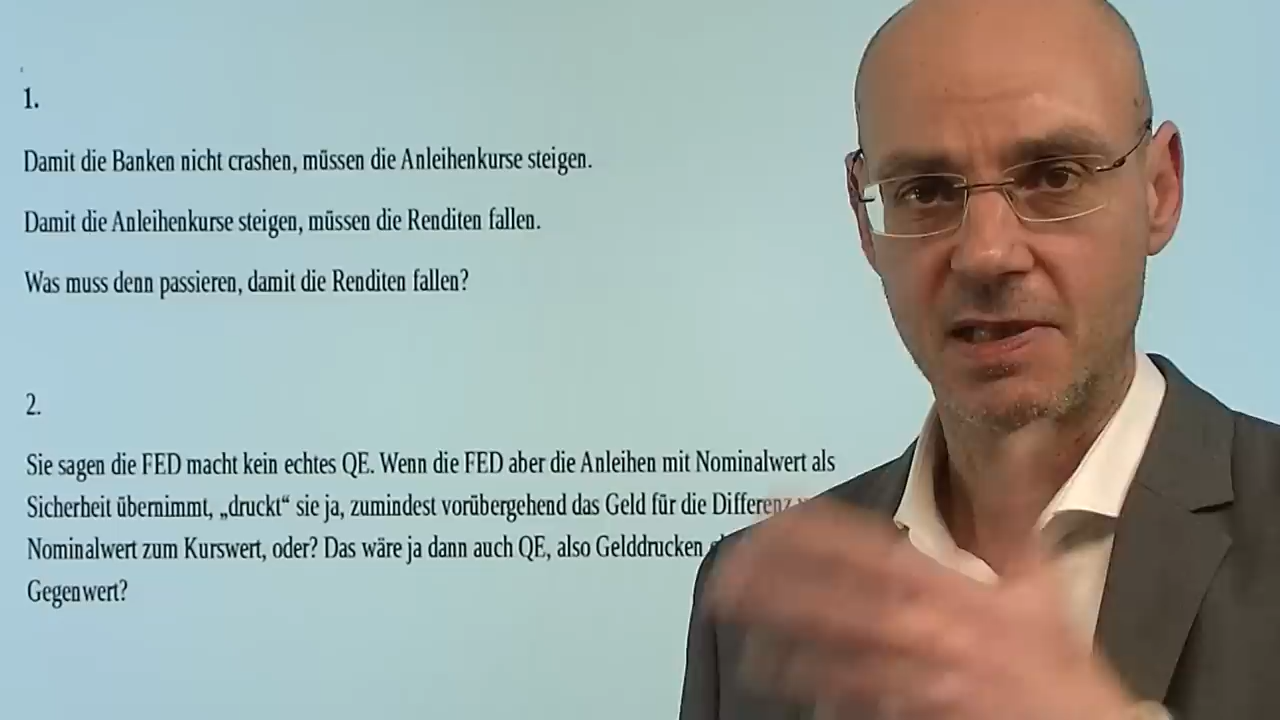 1.
Damit die Banken nicht crashen, müssen die Anleihenkurse steigen.
Damit die Anleihenkurse steigen, müssen die Renditen fallen.
Was muss denn passieren, damit die Renditen fallen?
2.
Sie sagen die FED macht kein echtes QE. Wenn die FED aber die Anleihen mit Nominalwert als
Sicherheit übernimmt, „druckt“ sie ja, zumindest vorübergehend das Geld für die Differenz
Nominalwert zum Kurswert, oder? Das wäre ja dann auch QE, also Gelddrucken
Gegenwert?